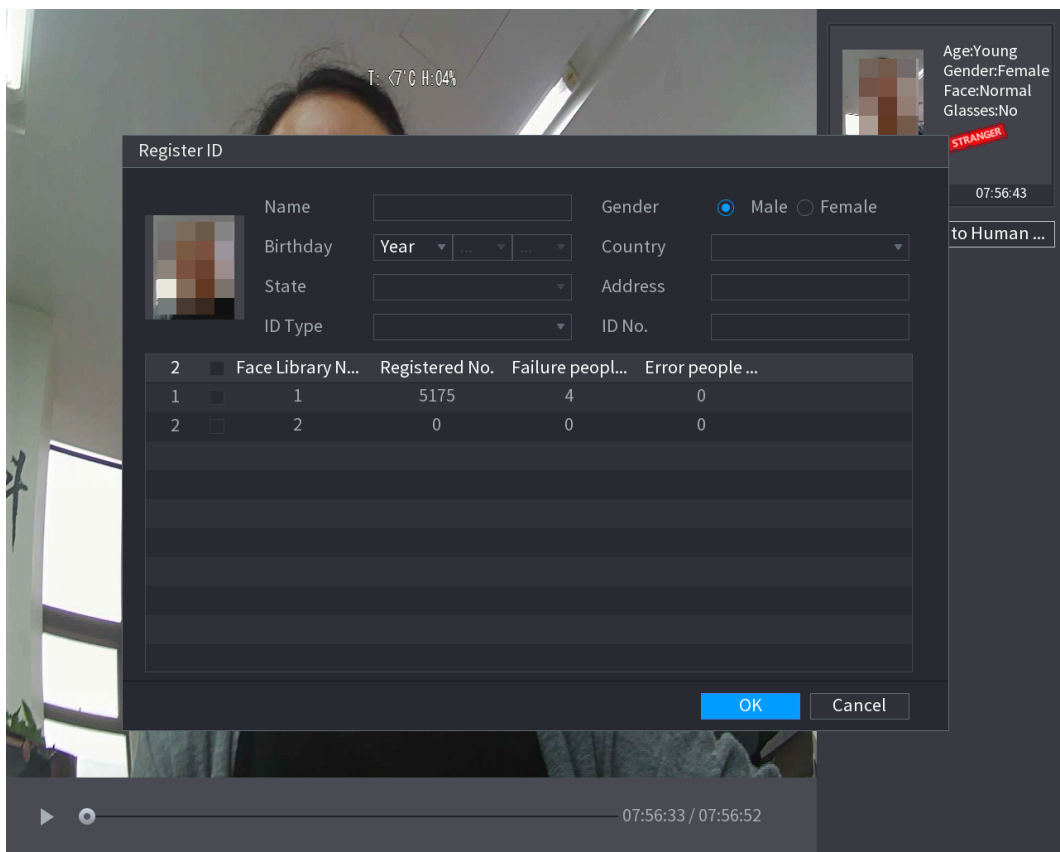 T: <7°C H:04%
Age:Young
Gender:Female
Face:Normal
Glasses:No
STRANGER
07:56:43
to Human ...
Register ID
Name
Gender Male Female
Birthday Year ... ... Country
State Address
ID Type ID No.
2 Face Library N... Registered No. Failure peopl... Error people ...
1 1 5175 4 0
2 2 0 0 0
OK Cancel
07:56:33 / 07:56:52